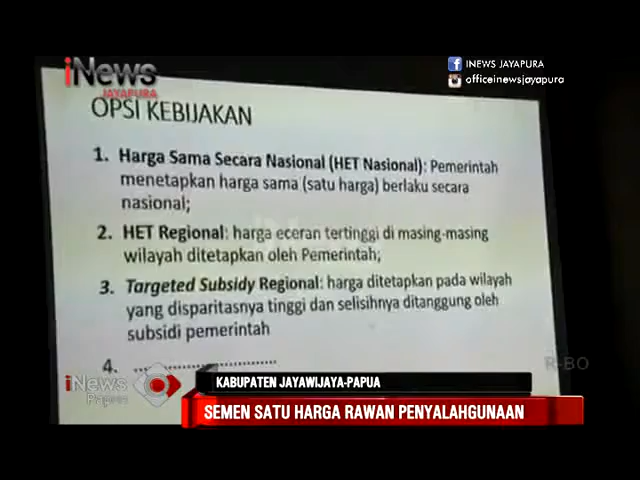 iNews
JAYAPURA
INEWS JAYAPURA
officeinewsjayapura
OPSI KEBIJAKAN
1. Harga Sama Secara Nasional (HET Nasional): Pemerintah
menetapkan harga sama (satu harga) berlaku secara
nasional;
2. HET Regional: harga eceran tertinggi di masing-masing
wilayah ditetapkan oleh Pemerintah;
3. Targeted Subsidy Regional: harga ditetapkan pada wilayah
yang disparitasnya tinggi dan selisihnya ditanggung oleh
subsidi pemerintah
4. ........................
R-BO
iNews
Papua
KABUPATEN JAYAWIJAYA-PAPUA
SEMEN SATU HARGA RAWAN PENYALAHGUNAAN